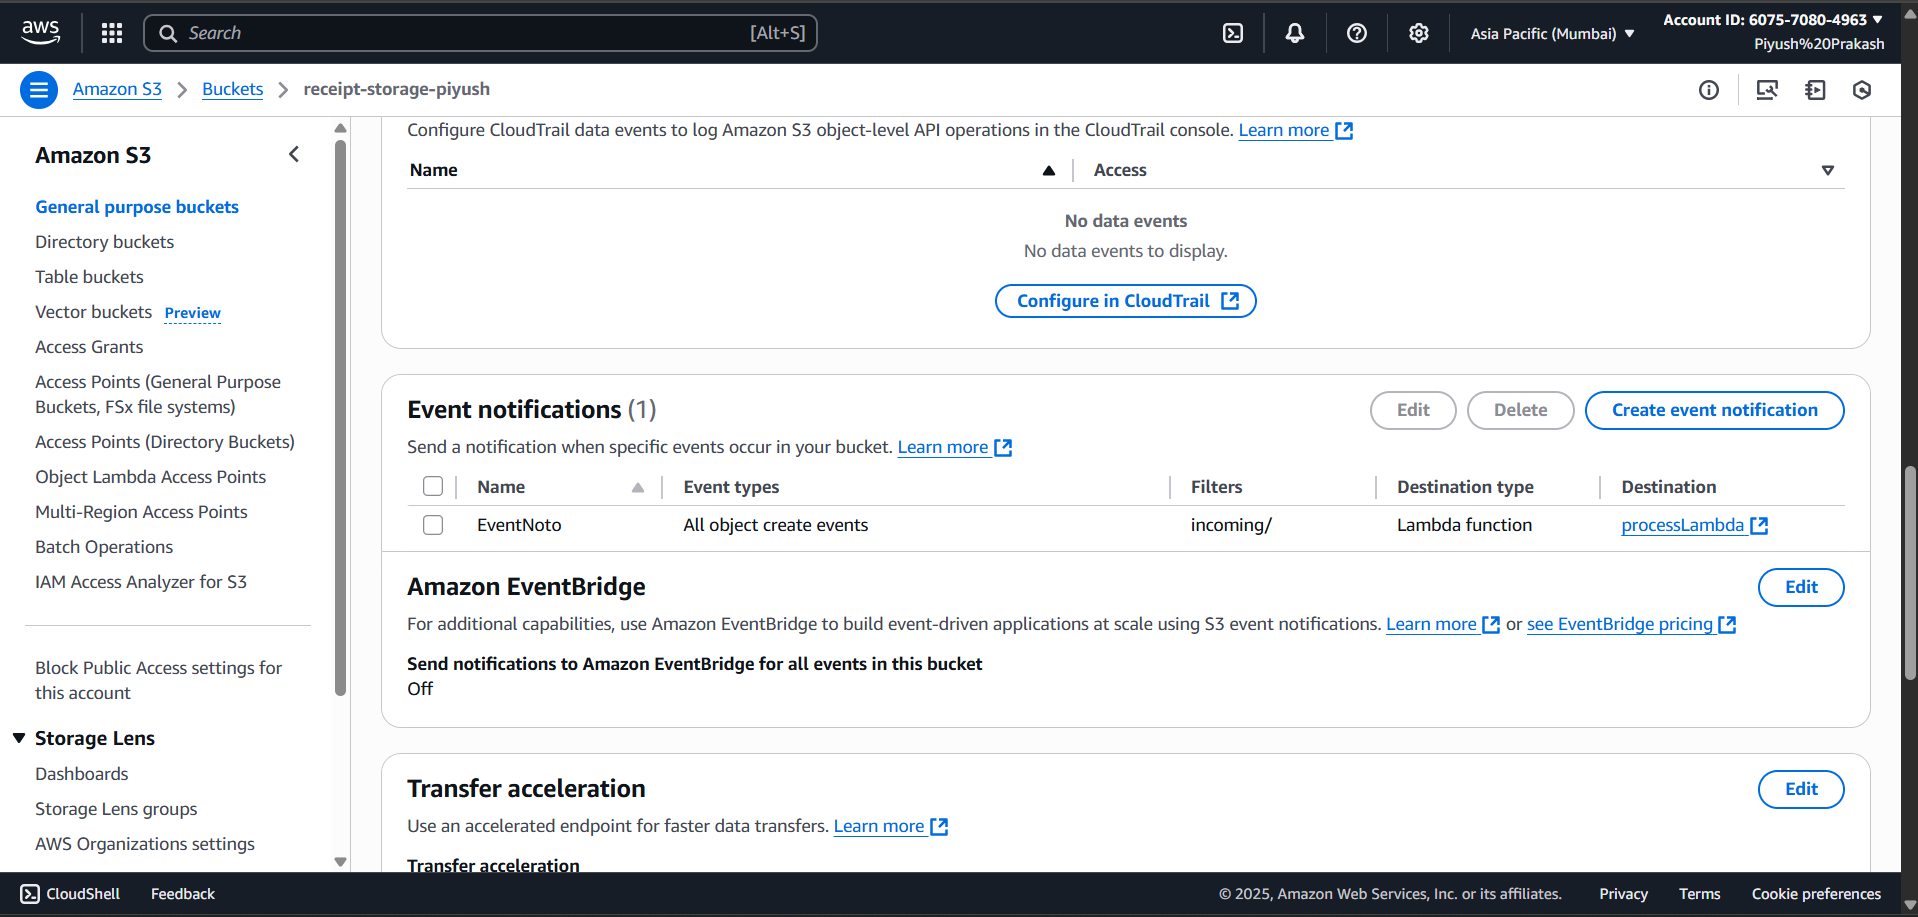 aws
Search
[Alt+S]
Asia Pacific (Mumbai)
Account ID: 6075-7080-4963
Piyush%20Prakash
Amazon S3
Buckets
receipt-storage-piyush
Amazon S3
General purpose buckets
Directory buckets
Table buckets
Vector buckets Preview
Access Grants
Access Points (General Purpose
Buckets, FSx file systems)
Access Points (Directory Buckets)
Object Lambda Access Points
Multi-Region Access Points
Batch Operations
IAM Access Analyzer for S3
Block Public Access settings for
this account
Storage Lens
Dashboards
Storage Lens groups
AWS Organizations settings
Configure CloudTrail data events to log Amazon S3 object-level API operations in the CloudTrail console. Learn more
Name Access
No data events
No data events to display.
Configure in CloudTrail
Event notifications (1)
Edit
Delete
Create event notification
Send a notification when specific events occur in your bucket. Learn more
Name Event types Filters Destination type Destination
EventNoto All object create events incoming/ Lambda function processLambda
Amazon EventBridge
Edit
For additional capabilities, use Amazon EventBridge to build event-driven applications at scale using S3 event notifications. Learn more or see EventBridge pricing
Send notifications to Amazon EventBridge for all events in this bucket
Off
Transfer acceleration
Edit
Use an accelerated endpoint for faster data transfers. Learn more
Transfer acceleration
CloudShell
Feedback
© 2025, Amazon Web Services, Inc. or its affiliates.
Privacy
Terms
Cookie preferences